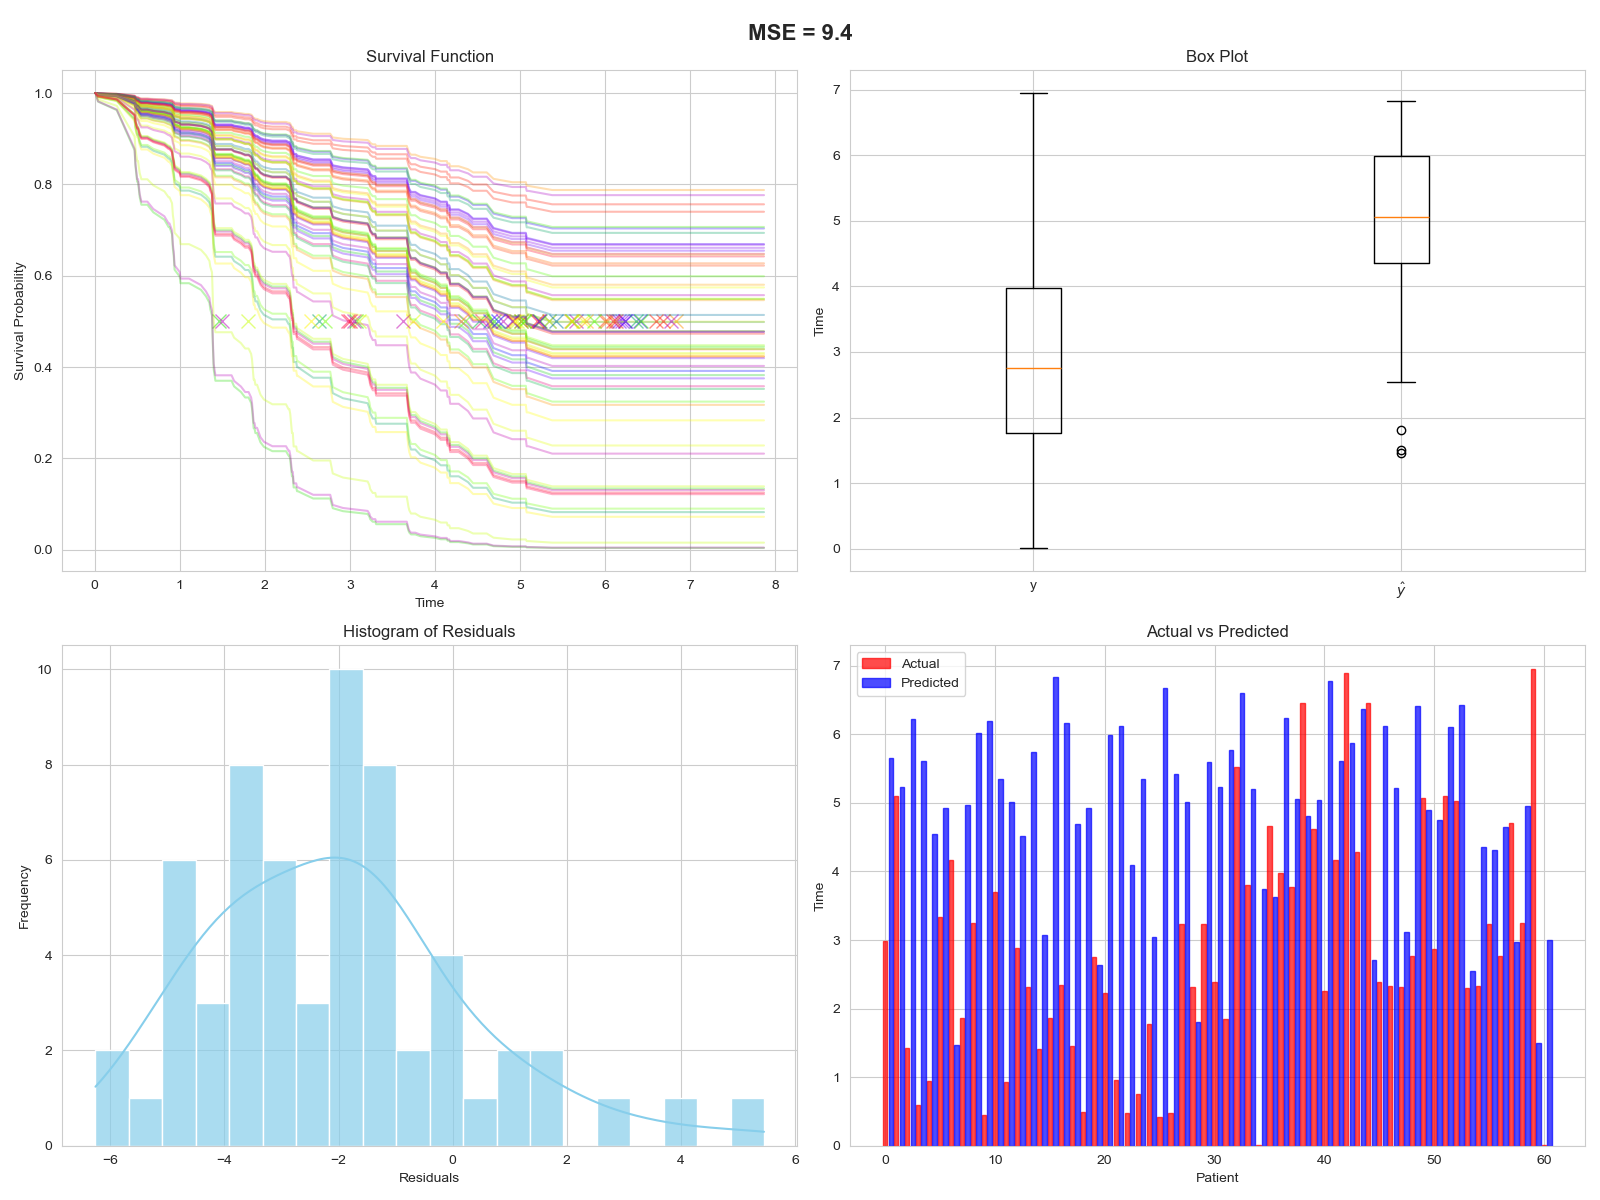 MSE = 9.4
Survival Function
1.0
0.8
0.6
0.4
0.2
0.0
Survival Probability
0 1 2 3 4 5 6 7 8
Time
Box Plot
7
6
5
4
3
2
1
0
Time
y ŷ
Histogram of Residuals
10
8
6
4
2
0
Frequency
−6 −4 −2 0 2 4 6
Residuals
Actual vs Predicted
Actual
Predicted
7
6
5
4
3
2
1
0
Time
0 10 20 30 40 50 60
Patient